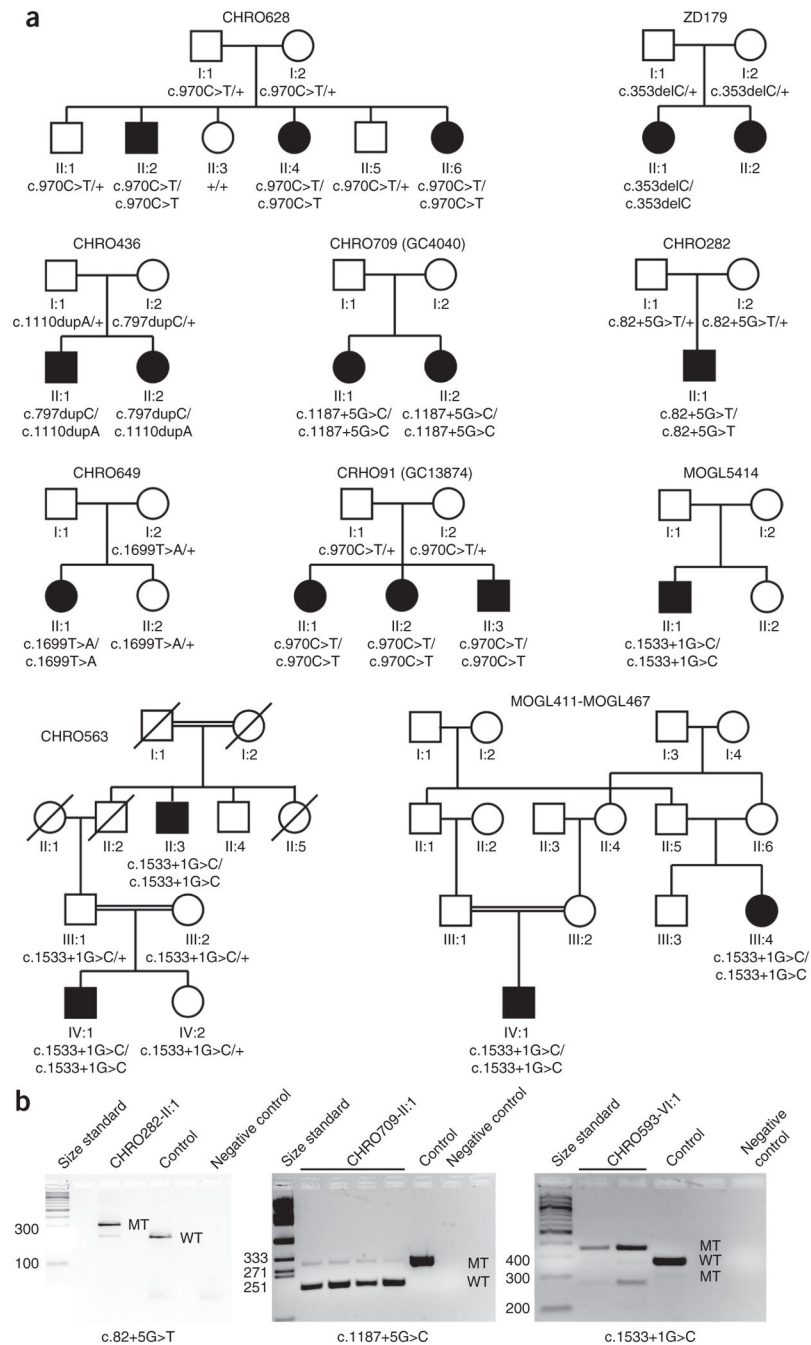 a
CHRO628
I:1 I:2
c.970C>T/+ c.970C>T/+
II:1 II:2 II:3 II:4 II:5 II:6
c.970C>T/+ c.970C>T/ +/+ c.970C>T/ c.970C>T/+ c.970C>T/
c.970C>T c.970C>T c.970C>T
ZD179
I:1 I:2
c.353delC/+ c.353delC/+
II:1 II:2
c.353delC/
c.353delC
CHRO436
I:1 I:2
c.1110dupA/+ c.797dupC/+
II:1 II:2
c.797dupC/ c.797dupC/
c.1110dupA c.1110dupA
CHRO709 (GC4040)
I:1 I:2
II:1 II:2
c.1187+5G>C/ c.1187+5G>C/
c.1187+5G>C c.1187+5G>C
CHRO282
I:1 I:2
c.82+5G>T/+ c.82+5G>T/+
II:1
c.82+5G>T/
c.82+5G>T
CHRO649
I:1 I:2
c.1699T>A/+
II:1 II:2
c.1699T>A/ c.1699T>A/+
c.1699T>A
CRHO91 (GC13874)
I:1 I:2
c.970C>T/+ c.970C>T/+
II:1 II:2 II:3
c.970C>T/ c.970C>T/ c.970C>T/
c.970C>T c.970C>T c.970C>T
MOGL5414
I:1 I:2
II:1 II:2
c.1533+1G>C/
c.1533+1G>C
CHRO563
I:1 I:2
II:1 II:2 II:3 II:4 II:5
c.1533+1G>C/
c.1533+1G>C
III:1 III:2
c.1533+1G>C/+ c.1533+1G>C/+
IV:1 IV:2
c.1533+1G>C/ c.1533+1G>C/+
c.1533+1G>C
MOGL411-MOGL467
I:1 I:2 I:3 I:4
II:1 II:2 II:3 II:4 II:5 II:6
III:1 III:2 III:3 III:4
c.1533+1G>C/
c.1533+1G>C
IV:1
c.1533+1G>C/
c.1533+1G>C
b
Size standard
CHRO282-II:1
Control
Negative control
300
100
MT
WT
c.82+5G>T
Size standard
CHRO709-II:1
Control
Negative control
333
271
251
MT
WT
c.1187+5G>C
Size standard
CHRO593-VI:1
Control
Negative
control
400
300
200
MT
WT
MT
c.1533+1G>C